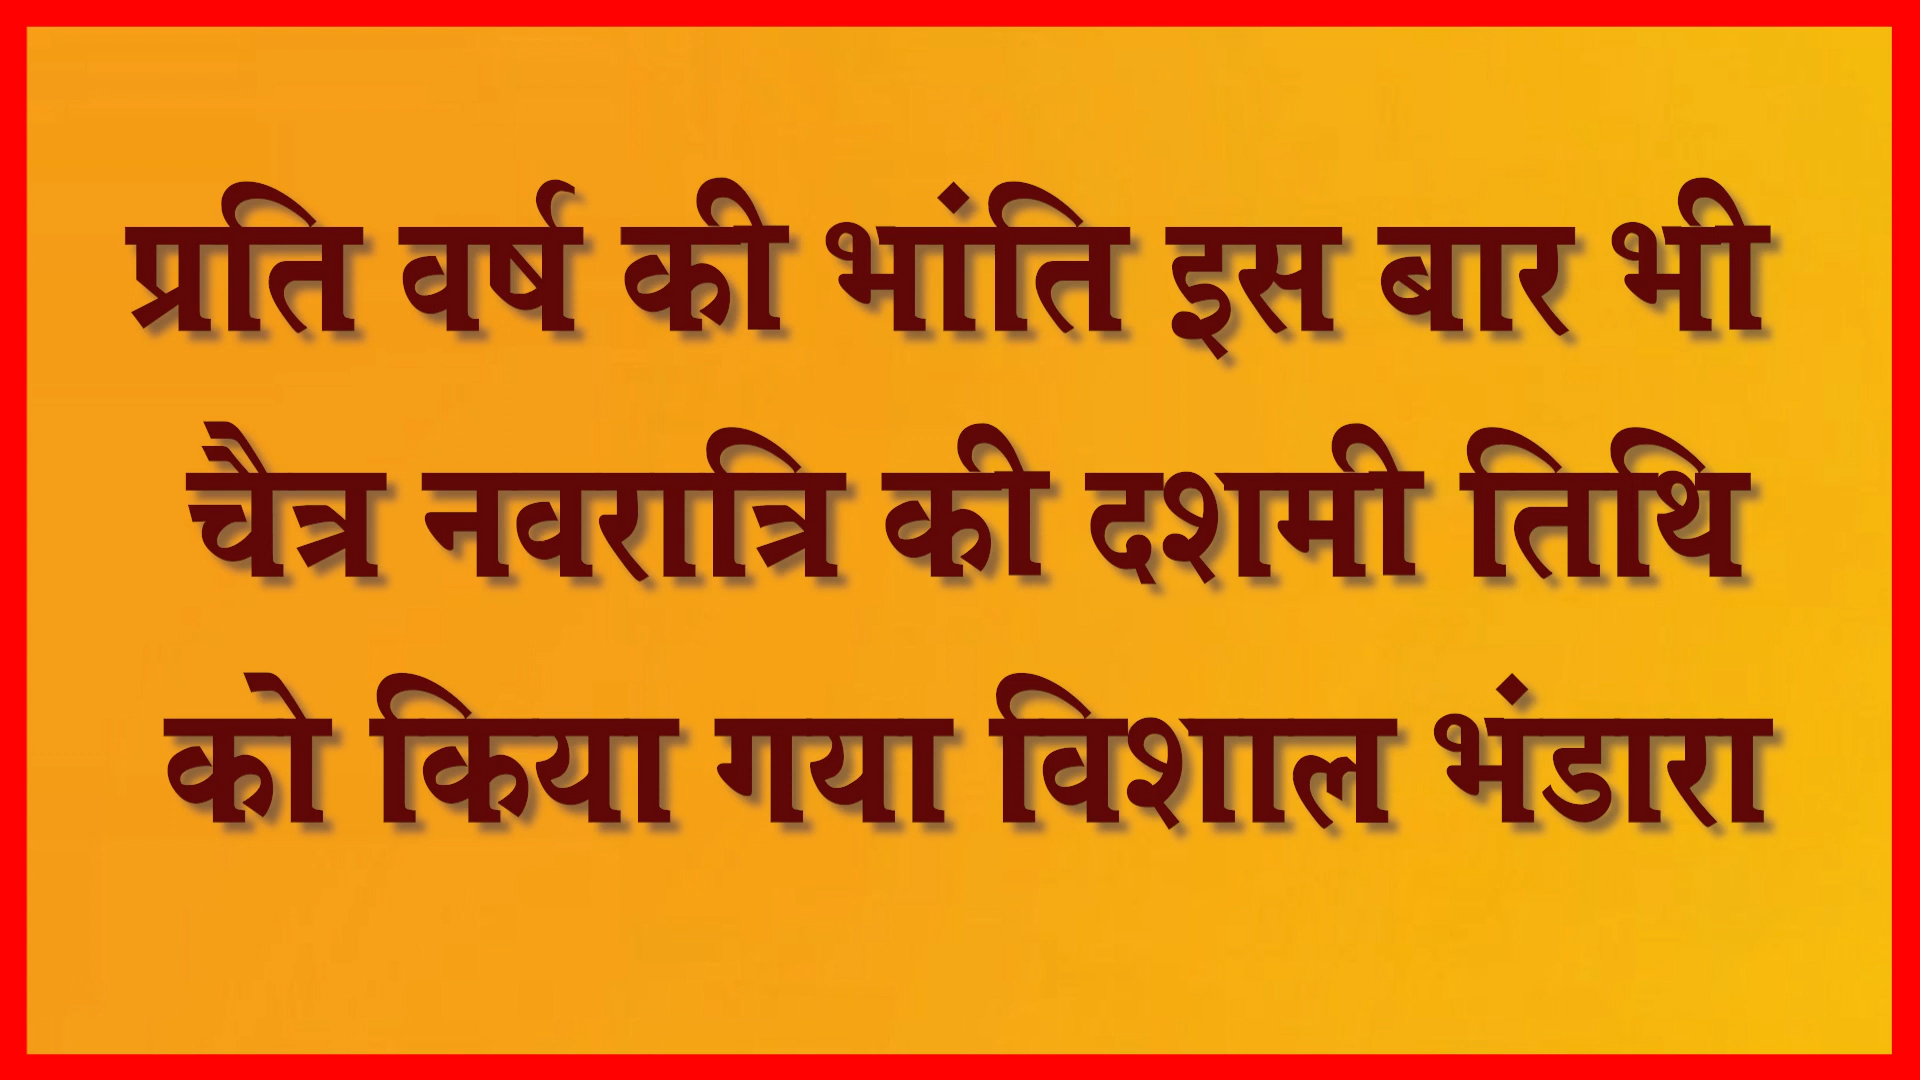 प्रति वर्ष की भांति इस बार भी
चैत्र नवरात्रि की दशमी तिथि
को किया गया विशाल भंडारा